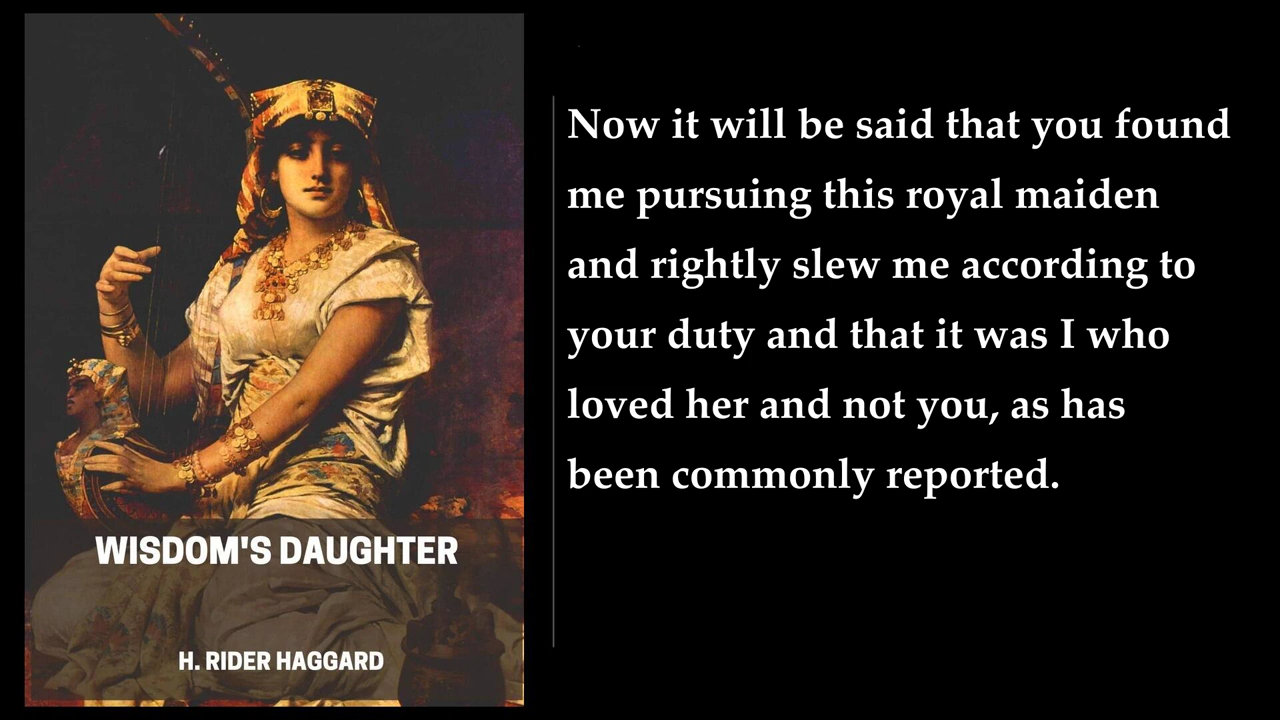 WISDOM'S DAUGHTER
H. RIDER HAGGARD
Now it will be said that you found
me pursuing this royal maiden
and rightly slew me according to
your duty and that it was I who
loved her and not you, as has
been commonly reported.